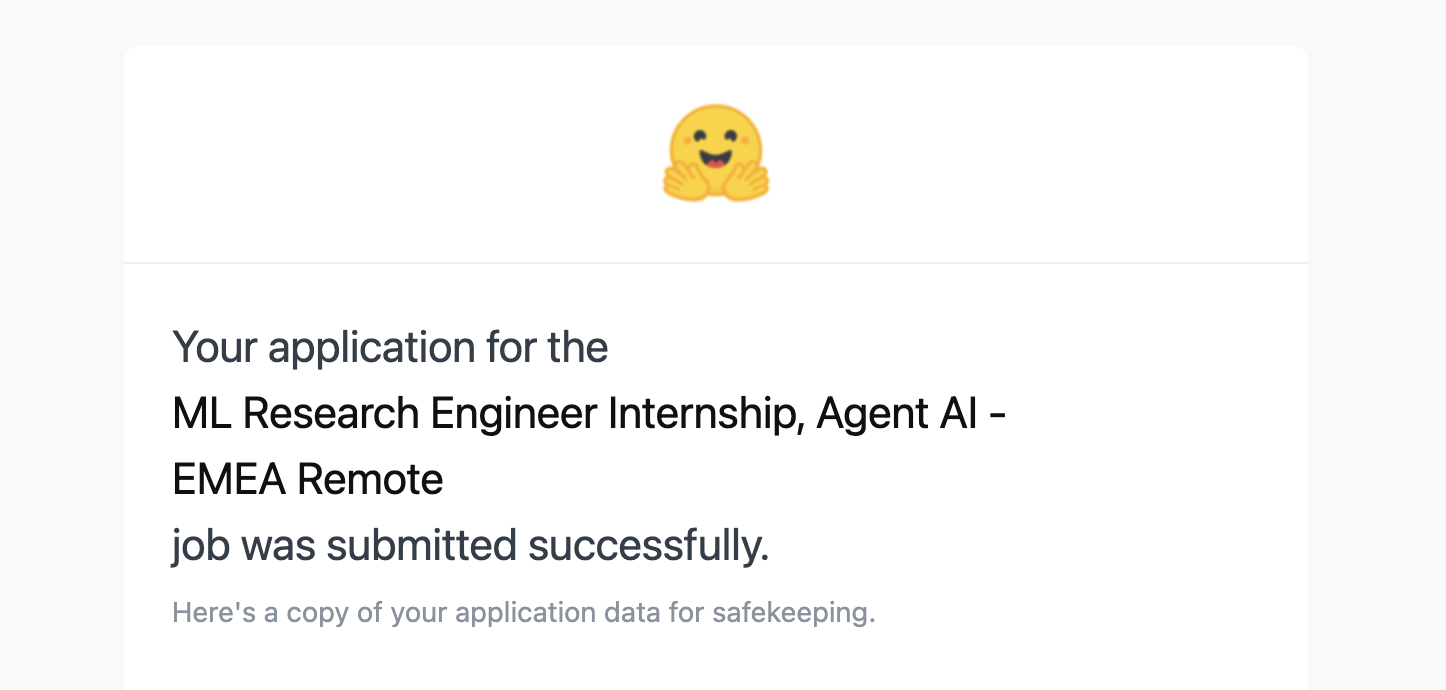 Your application for the
ML Research Engineer Internship, Agent AI -
EMEA Remote
job was submitted successfully.
Here's a copy of your application data for safekeeping.